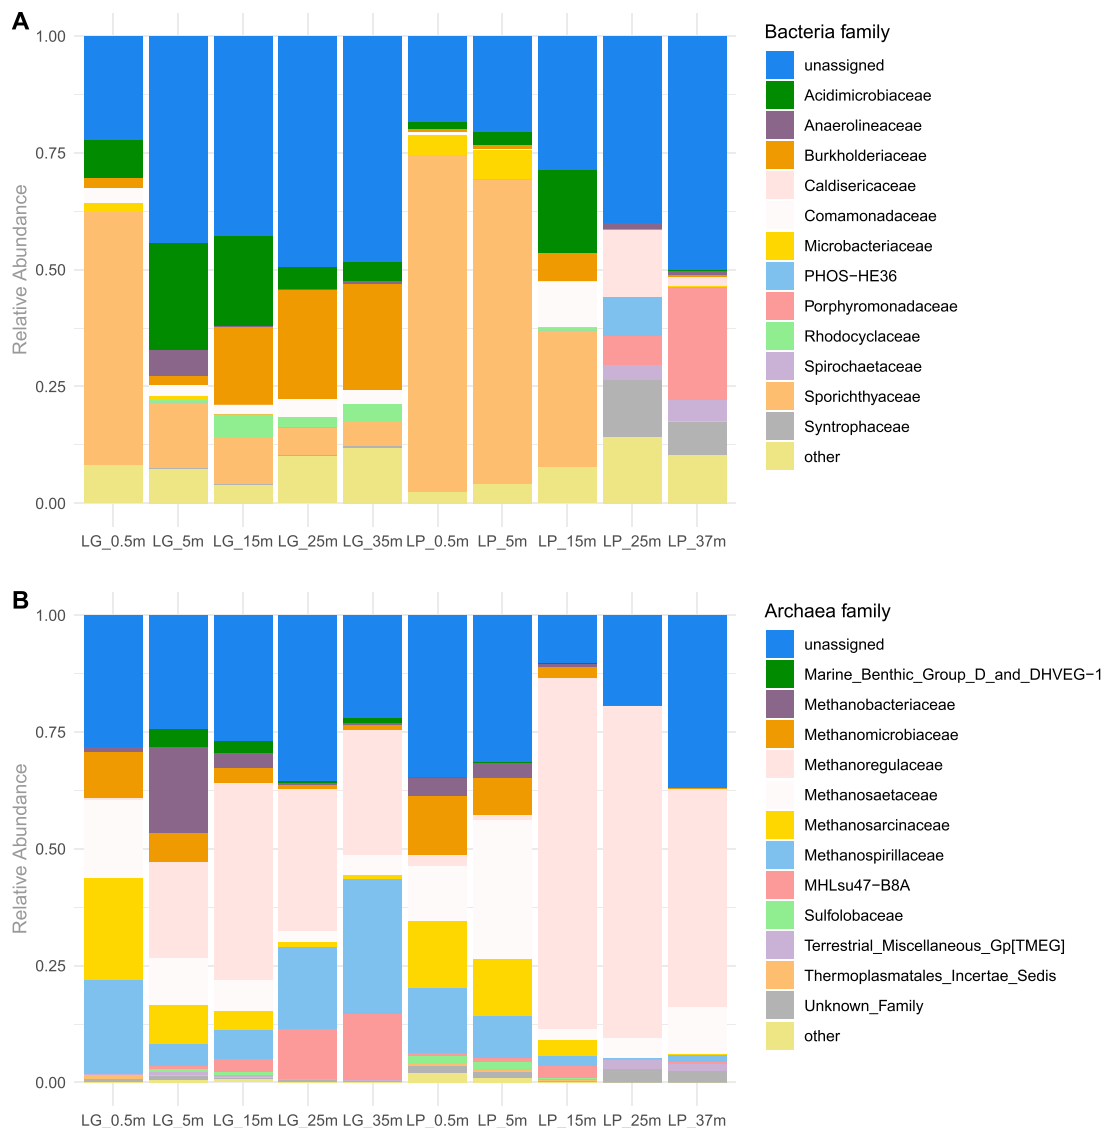 A
Bacteria family
1.00
0.75
0.50
0.25
0.00
Relative Abundance
unassigned
Acidimicrobiaceae
Anaerolineaceae
Burkholderiaceae
Caldisericaceae
Comamonadaceae
Microbacteriaceae
PHOS−HE36
Porphyromonadaceae
Rhodocyclaceae
Spirochaetaceae
Sporichthyaceae
Syntrophaceae
other
LG_0.5m LG_5m LG_15m LG_25m LG_35m LP_0.5m LP_5m LP_15m LP_25m LP_37m
B
Archaea family
1.00
0.75
0.50
0.25
0.00
Relative Abundance
unassigned
Marine_Benthic_Group_D_and_DHVEG−1
Methanobacteriaceae
Methanomicrobiaceae
Methanoregulaceae
Methanosaetaceae
Methanosarcinaceae
Methanospirillaceae
MHLsu47−B8A
Sulfolobaceae
Terrestrial_Miscellaneous_Gp[TMEG]
Thermoplasmatales_Incertae_Sedis
Unknown_Family
other
LG_0.5m LG_5m LG_15m LG_25m LG_35m LP_0.5m LP_5m LP_15m LP_25m LP_37m